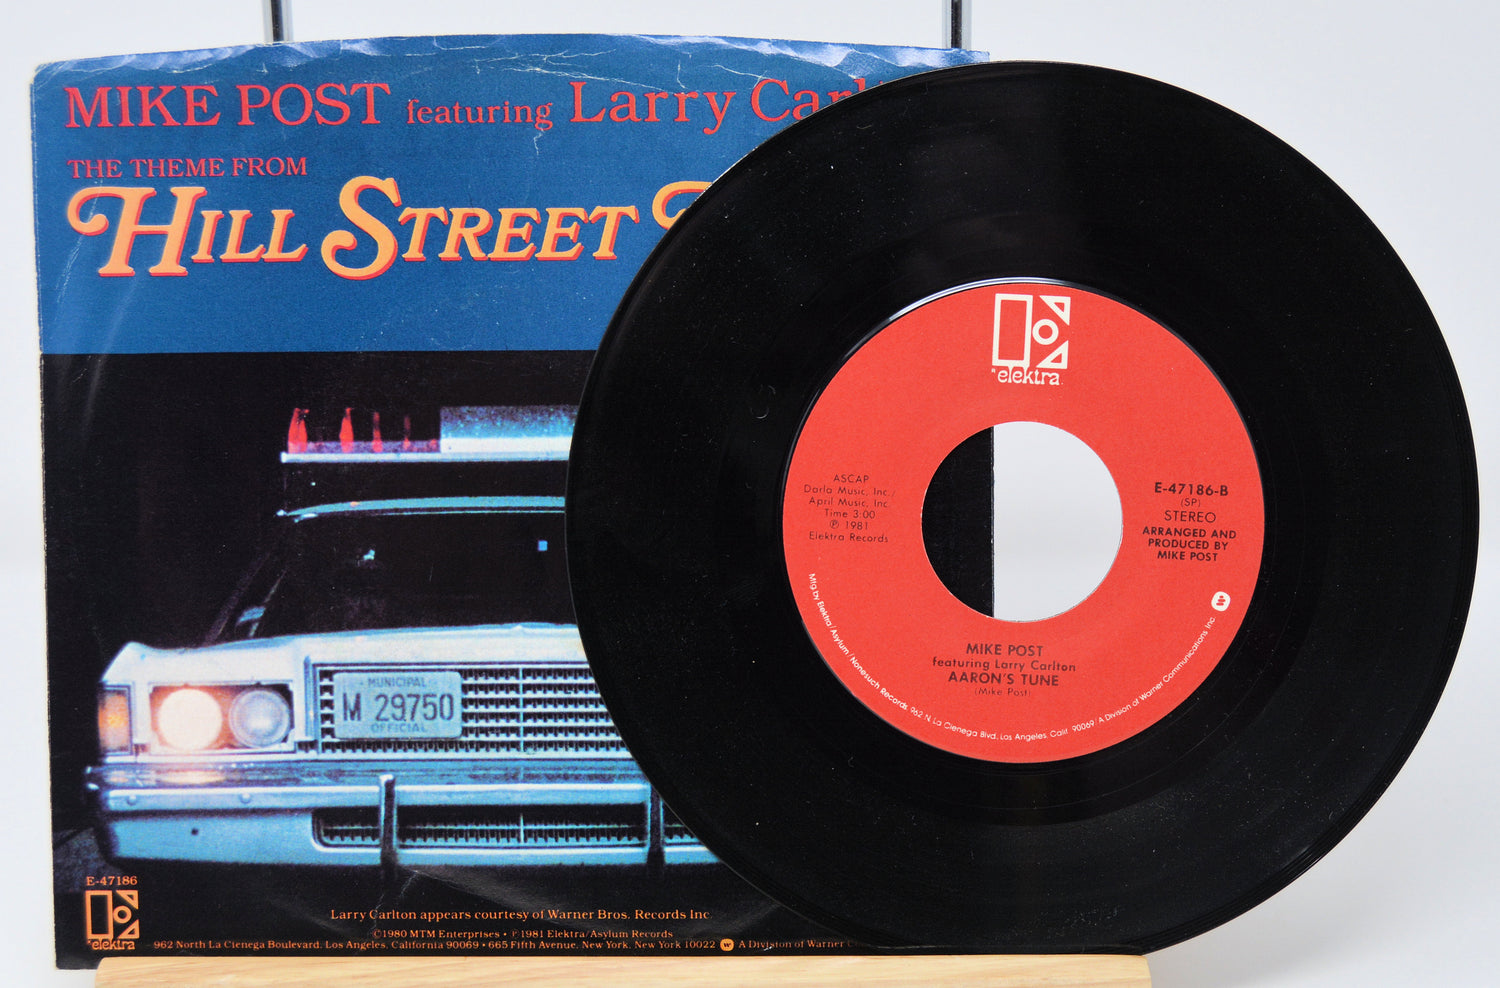 MIKE POST featuring Larry Carl
THE THEME FROM
HILL STREET
MUNICIPAL
M 29750
OFFICIAL
E-47186
elektra
Larry Carlton appears courtesy of Warner Bros. Records Inc.
©1980 MTM Enterprises • ℗1981 Elektra/Asylum Records
962 North La Cienega Boulevard, Los Angeles, California 90069 • 665 Fifth Avenue, New York, New York 10022 W A Division of Warner
elektra
ASCAP
Darla Music, Inc./
April Music, Inc.
Time 3:00
℗ 1981
Elektra Records
E-47186-B
(SP)
STEREO
ARRANGED AND
PRODUCED BY
MIKE POST
MIKE POST
featuring Larry Carlton
AARON'S TUNE
(Mike Post)
Mfg by Elektra/Asylum/Nonesuch Records, 962 N. La Cienega Blvd., Los Angeles, Calif. 90069/A Division of Warner Communications Inc